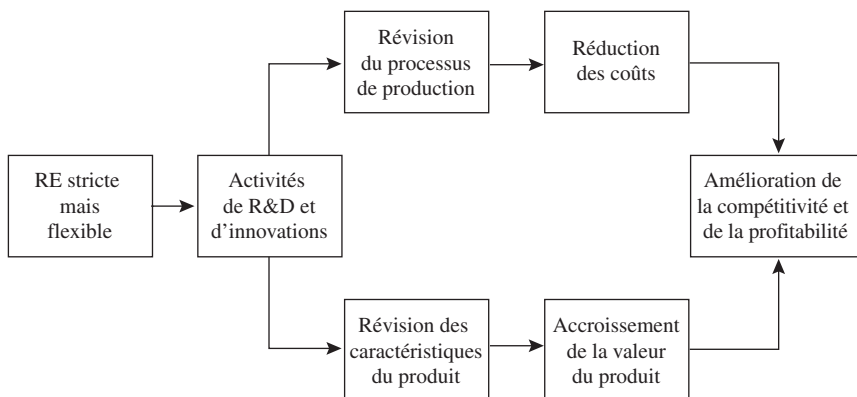 RE stricte
mais
flexible
Activités
de R&D et
d’innovations
Révision
du processus
de production
Réduction
des coûts
Révision des
caractéristiques
du produit
Accroissement
de la valeur
du produit
Amélioration de
la compétitivité et
de la profitabilité